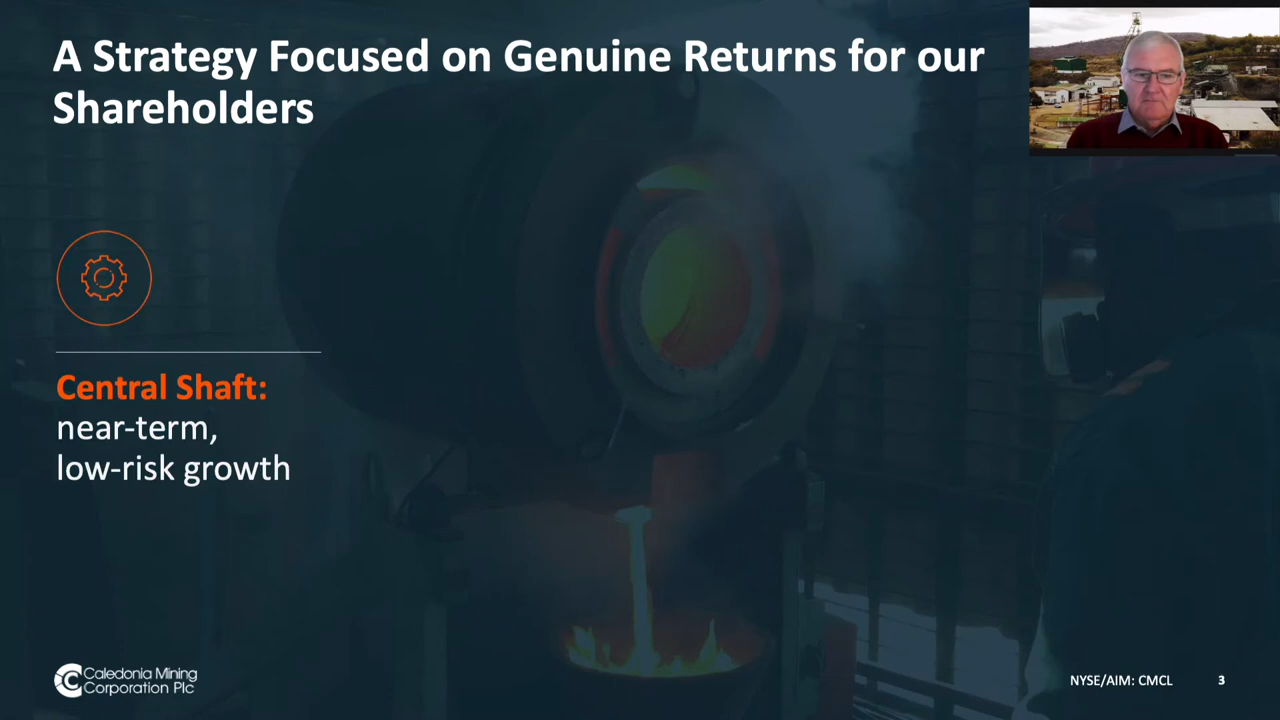 A Strategy Focused on Genuine Returns for our
Shareholders
Central Shaft:
near-term,
low-risk growth
Caledonia Mining
Corporation Plc
NYSE/AIM: CMCL
3